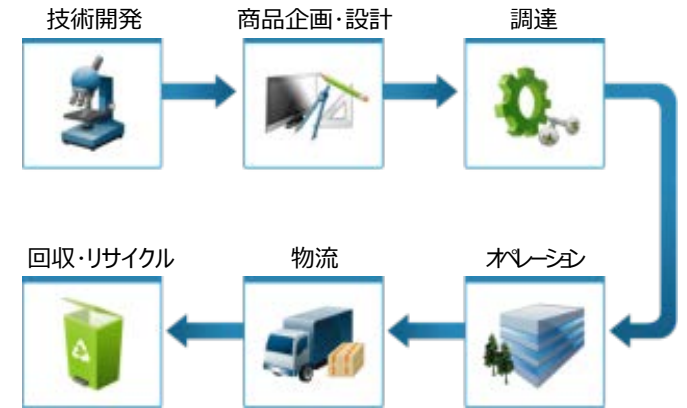 技術開発
商品企画･設計
調達
回収･リサイクル
物流
オペレーション